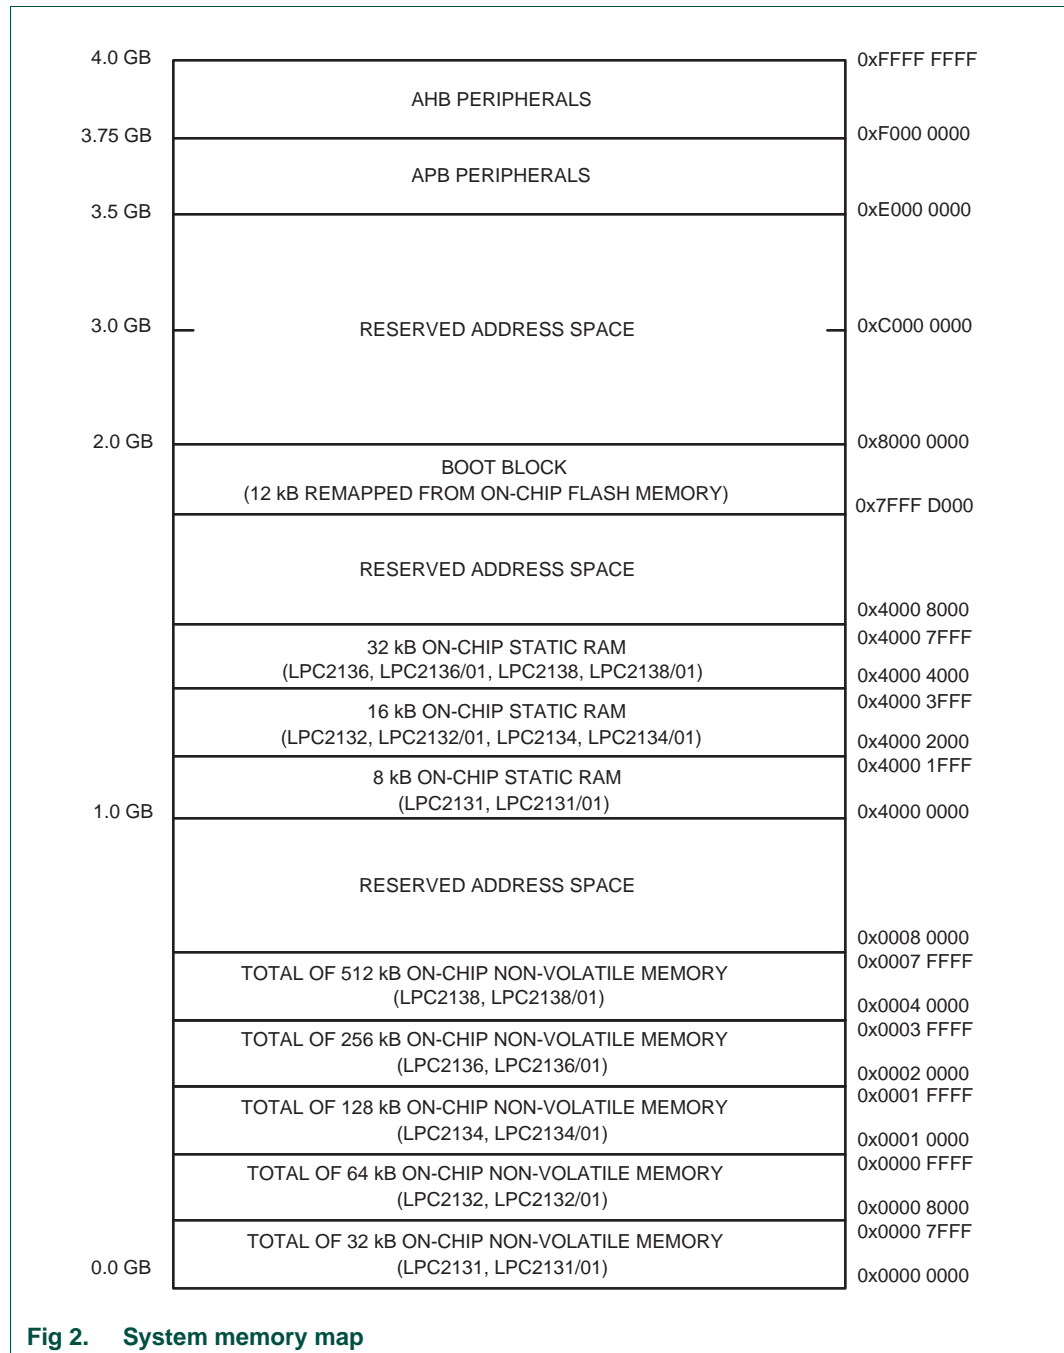 4.0 GB
0xFFFF FFFF
AHB PERIPHERALS
3.75 GB
0xF000 0000
APB PERIPHERALS
3.5 GB
0xE000 0000
3.0 GB
RESERVED ADDRESS SPACE
0xC000 0000
2.0 GB
0x8000 0000
BOOT BLOCK
(12 kB REMAPPED FROM ON-CHIP FLASH MEMORY)
0x7FFF D000
RESERVED ADDRESS SPACE
0x4000 8000
0x4000 7FFF
32 kB ON-CHIP STATIC RAM
(LPC2136, LPC2136/01, LPC2138, LPC2138/01)
0x4000 4000
0x4000 3FFF
16 kB ON-CHIP STATIC RAM
(LPC2132, LPC2132/01, LPC2134, LPC2134/01)
0x4000 2000
0x4000 1FFF
8 kB ON-CHIP STATIC RAM
(LPC2131, LPC2131/01)
1.0 GB
0x4000 0000
RESERVED ADDRESS SPACE
0x0008 0000
0x0007 FFFF
TOTAL OF 512 kB ON-CHIP NON-VOLATILE MEMORY
(LPC2138, LPC2138/01)
0x0004 0000
0x0003 FFFF
TOTAL OF 256 kB ON-CHIP NON-VOLATILE MEMORY
(LPC2136, LPC2136/01)
0x0002 0000
0x0001 FFFF
TOTAL OF 128 kB ON-CHIP NON-VOLATILE MEMORY
(LPC2134, LPC2134/01)
0x0001 0000
0x0000 FFFF
TOTAL OF 64 kB ON-CHIP NON-VOLATILE MEMORY
(LPC2132, LPC2132/01)
0x0000 8000
0x0000 7FFF
TOTAL OF 32 kB ON-CHIP NON-VOLATILE MEMORY
(LPC2131, LPC2131/01)
0.0 GB
0x0000 0000
Fig 2. System memory map